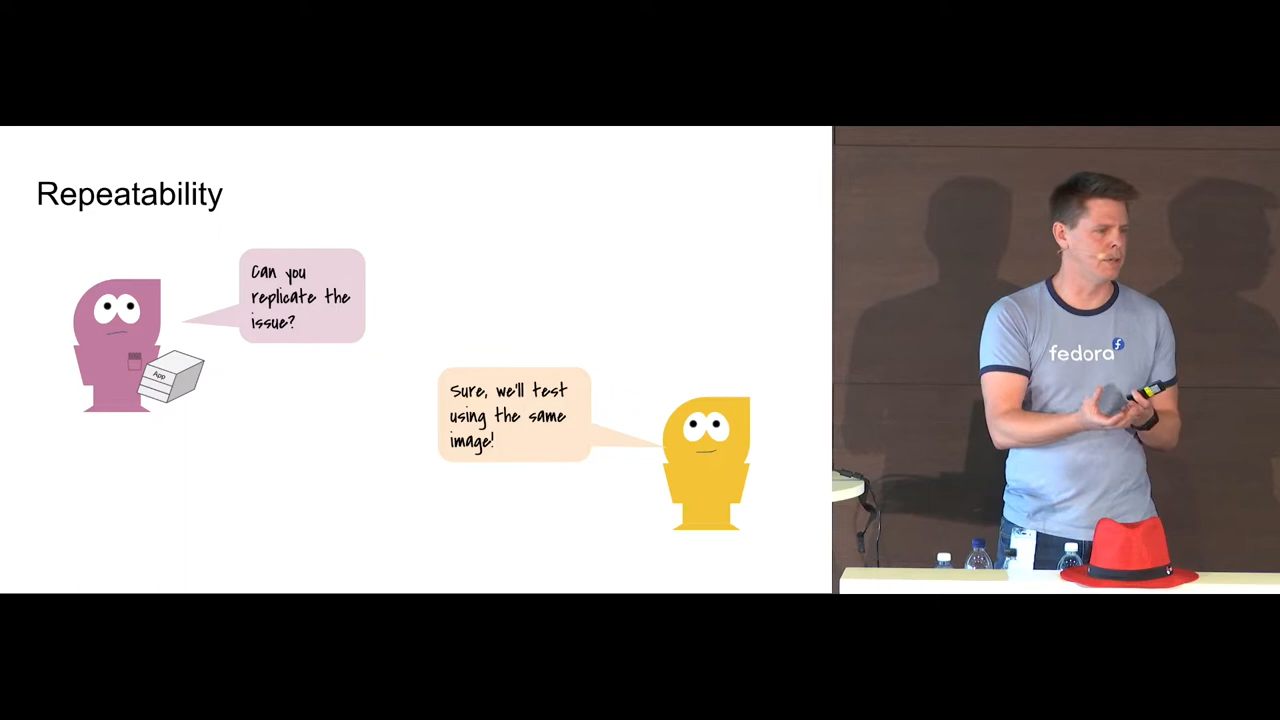 Repeatability
Can you
replicate the
issue?
App
Sure, we'll test
using the same
image!
fedora